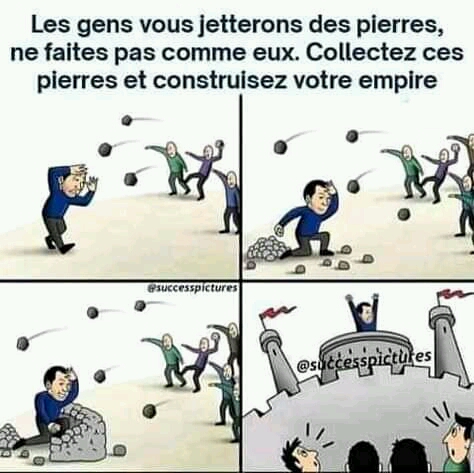 Les gens vous jetterons des pierres,
ne faites pas comme eux. Collectez ces
pierres et construisez votre empire
@successpictures
@successpictures